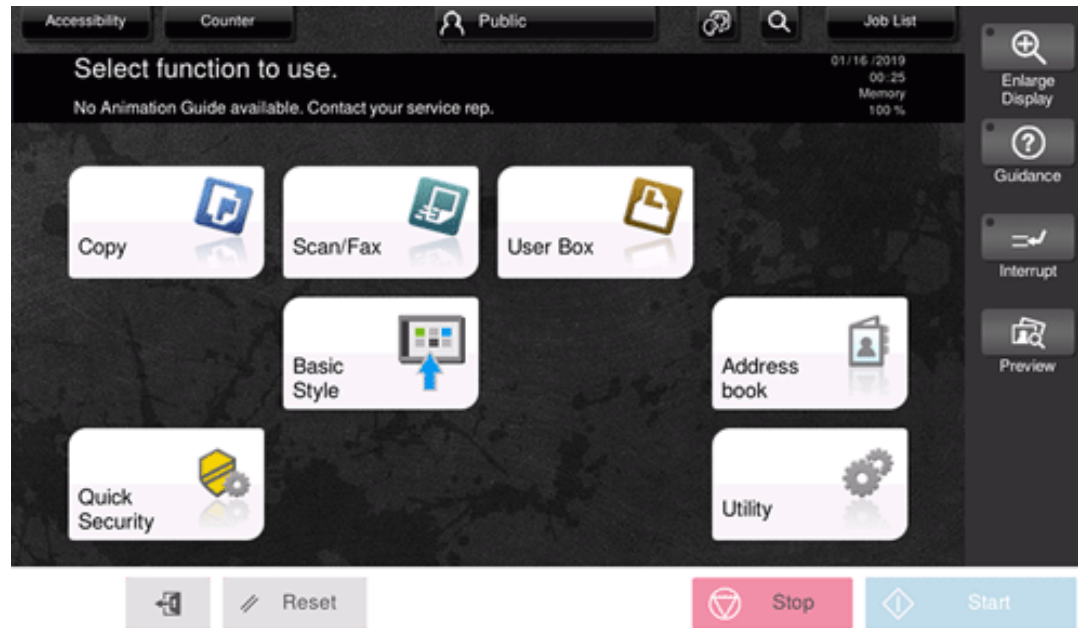 Accessibility
Counter
Public
Job List
Select function to use.
No Animation Guide available. Contact your service rep.
01/16 /2019
00:25
Memory
100 %
Enlarge
Display
Guidance
Interrupt
Preview
Copy
Scan/Fax
User Box
Basic
Style
Address
book
Quick
Security
Utility
Reset
Stop
Start